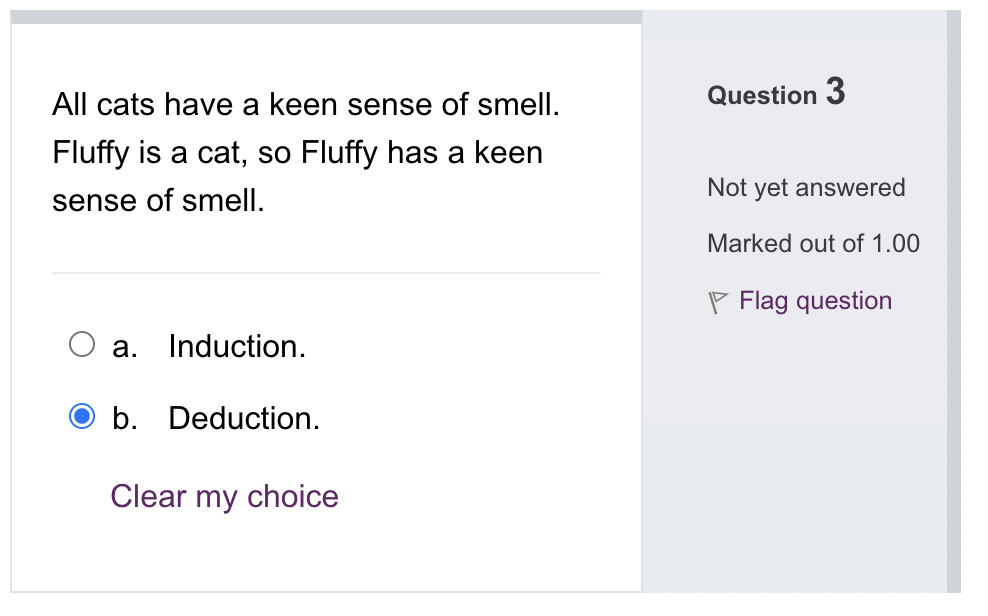 All cats have a keen sense of smell.
Fluffy is a cat, so Fluffy has a keen
sense of smell.
a. Induction.
b. Deduction.
Clear my choice
Question 3
Not yet answered
Marked out of 1.00
Flag question